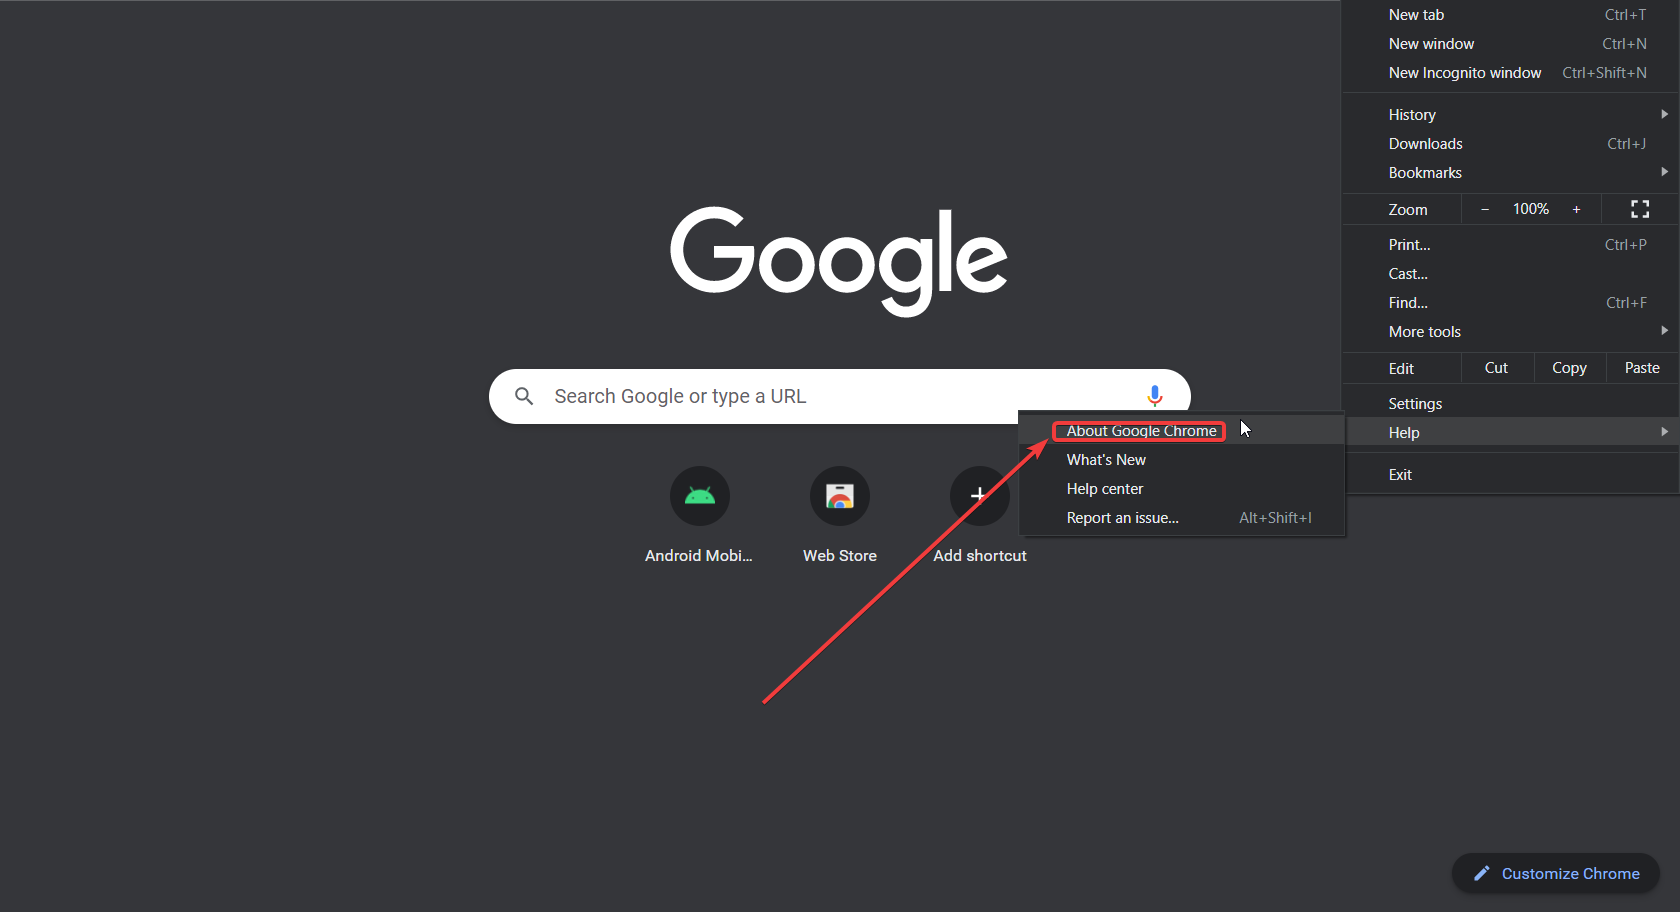 New tab Ctrl+T
New window Ctrl+N
New Incognito window Ctrl+Shift+N
History
Downloads Ctrl+J
Bookmarks
Zoom − 100% +
Print... Ctrl+P
Cast...
Find... Ctrl+F
More tools
Edit Cut Copy Paste
Settings
Help
Exit
Google
Search Google or type a URL
About Google Chrome
What's New
Help center
Report an issue... Alt+Shift+I
Android Mobi... Web Store Add shortcut
Customize Chrome